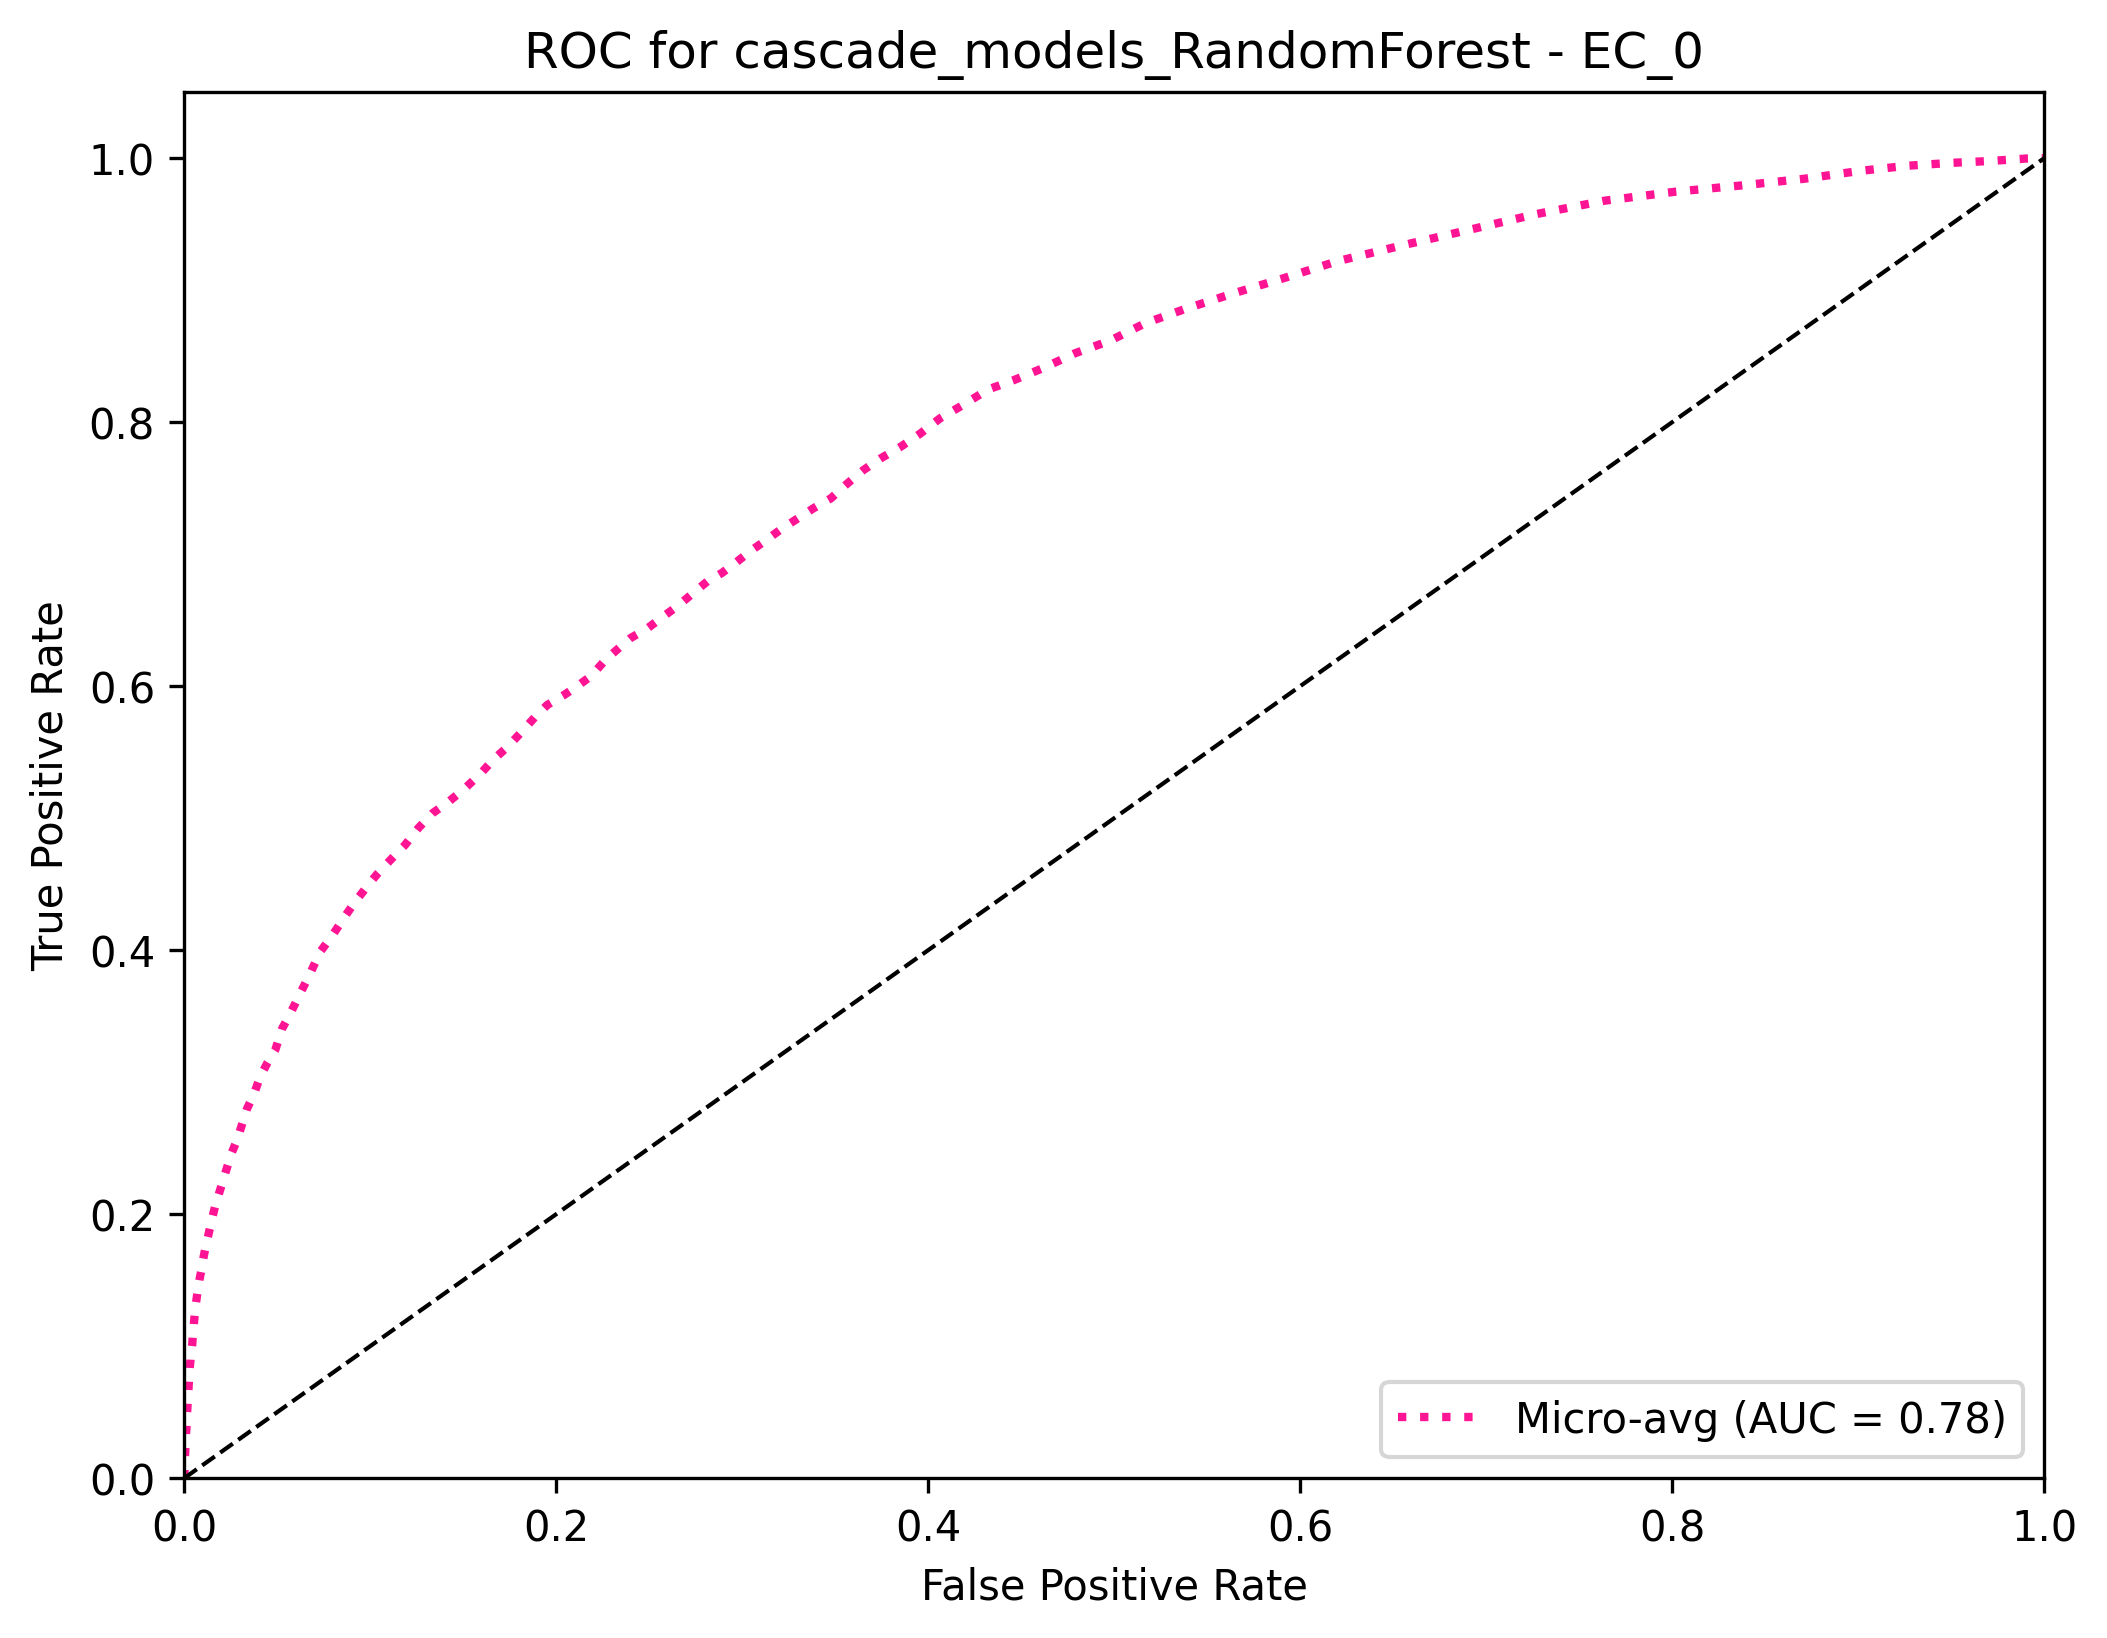 ROC for cascade_models_RandomForest - EC_0
True Positive Rate
1.0
0.8
0.6
0.4
0.2
0.0
Micro-avg (AUC = 0.78)
0.0 0.2 0.4 0.6 0.8 1.0
False Positive Rate